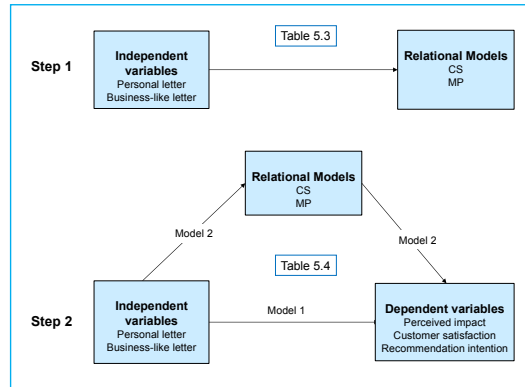 Table 5.3
Step 1
Independent
variables
Personal letter
Business-like letter
Relational Models
CS
MP
Relational Models
CS
MP
Model 2
Model 2
Table 5.4
Step 2
Independent
variables
Personal letter
Business-like letter
Model 1
Dependent variables
Perceived impact
Customer satisfaction
Recommendation intention